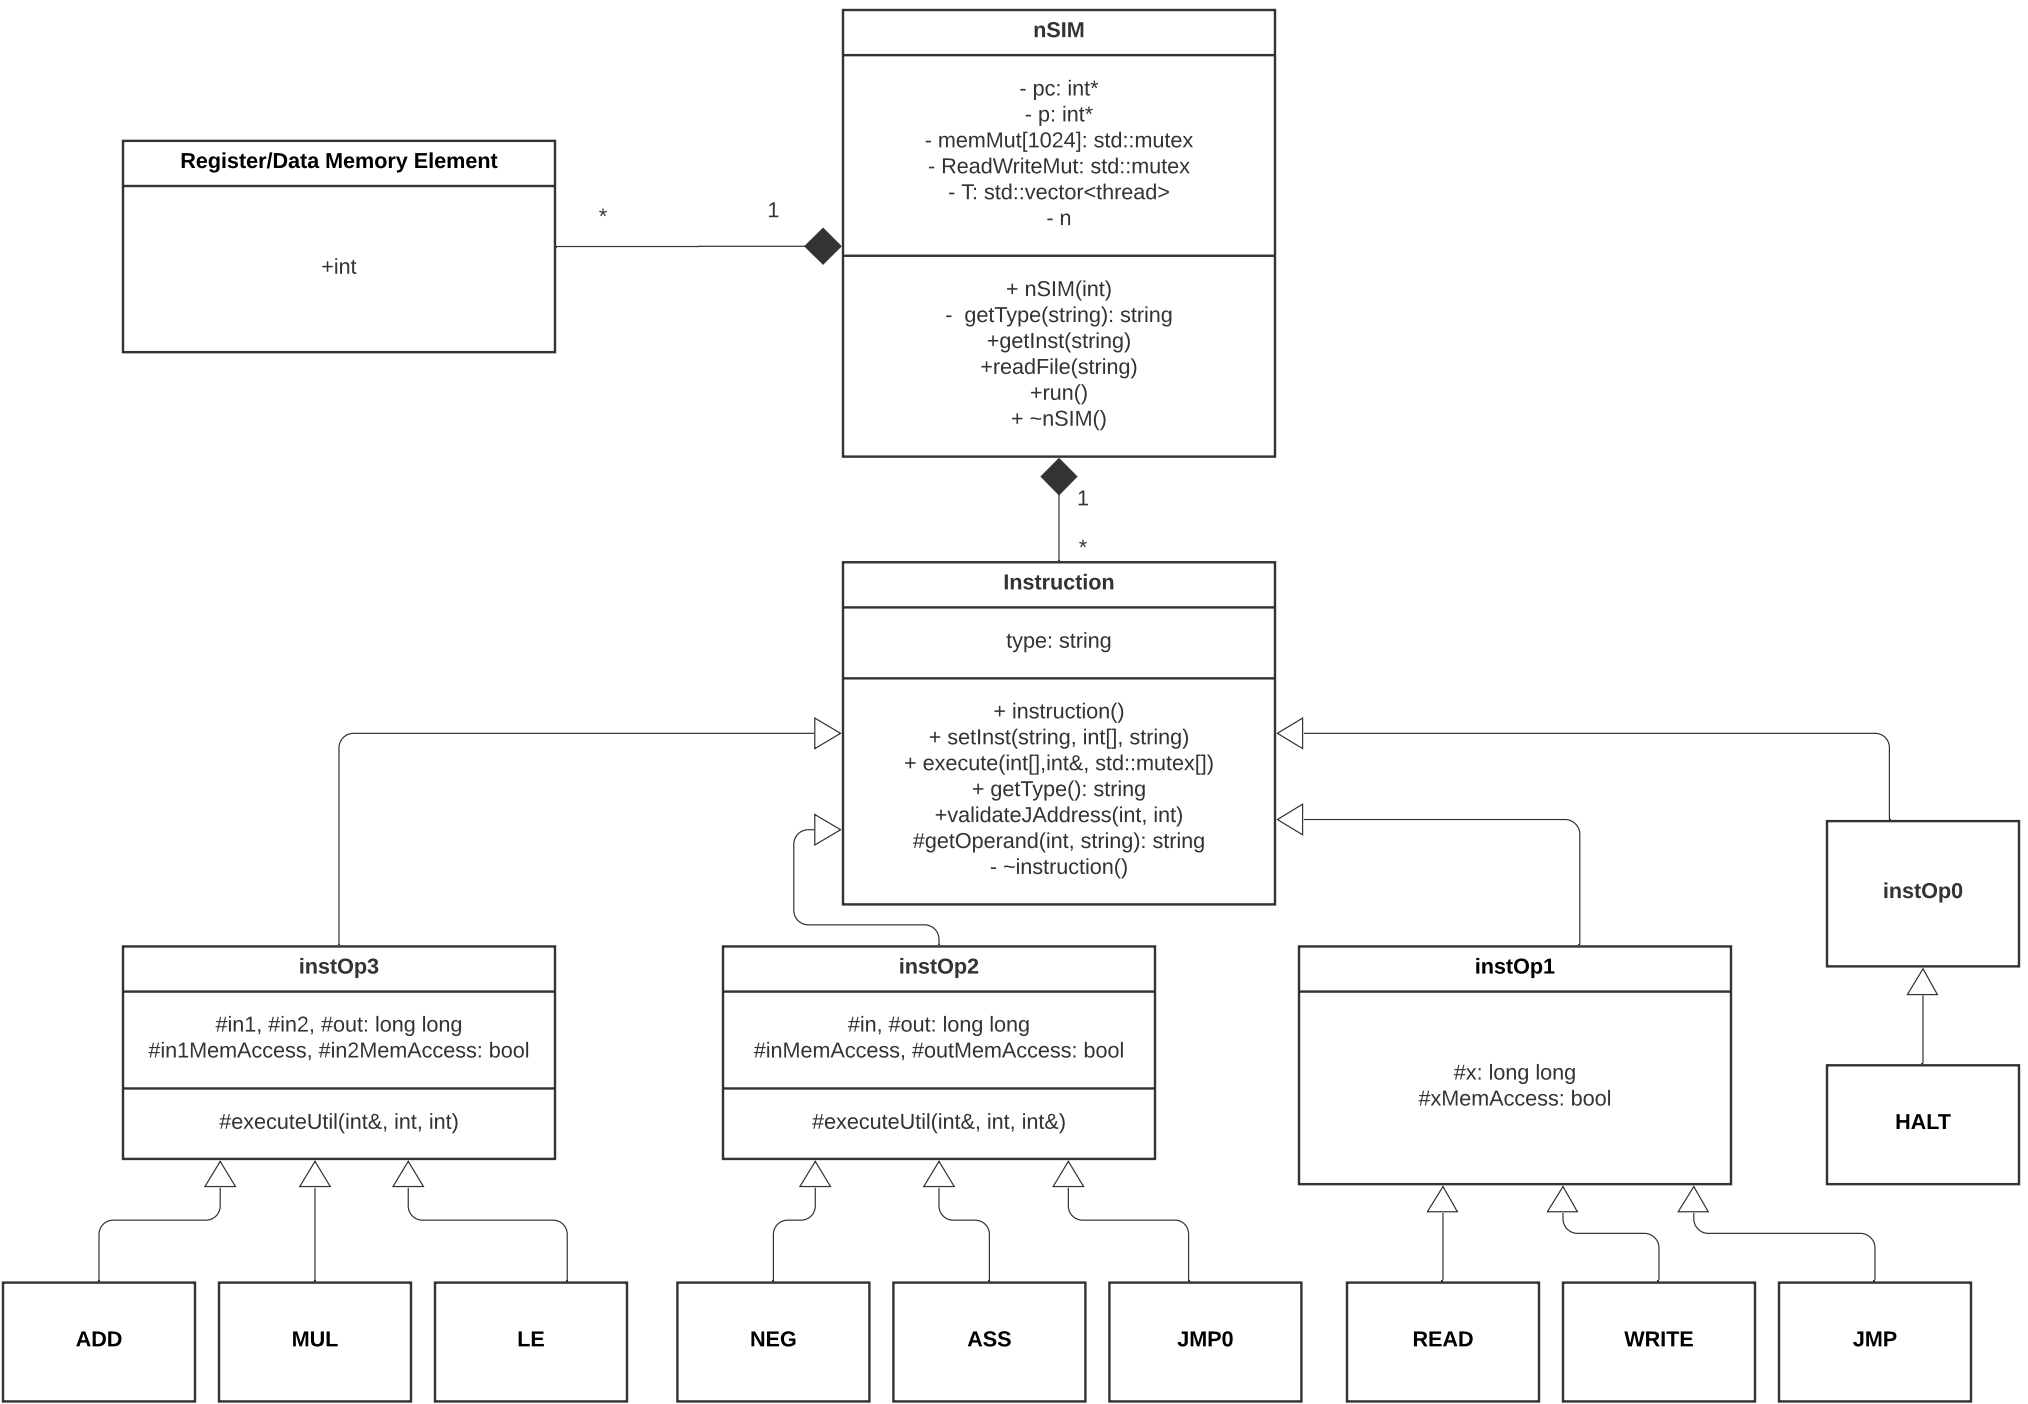 nSIM
- pc: int*
- p: int*
- memMut[1024]: std::mutex
- ReadWriteMut: std::mutex
- T: std::vector<thread>
- n
+ nSIM(int)
-  getType(string): string
+getInst(string)
+readFile(string)
+run()
+ ~nSIM()
Register/Data Memory Element
+int
*
1
1
*
Instruction
type: string
+ instruction()
+ setInst(string, int[], string)
+ execute(int[],int&, std::mutex[])
+ getType(): string
+validateJAddress(int, int)
#getOperand(int, string): string
- ~instruction()
instOp3
#in1, #in2, #out: long long
#in1MemAccess, #in2MemAccess: bool
#executeUtil(int&, int, int)
instOp2
#in, #out: long long
#inMemAccess, #outMemAccess: bool
#executeUtil(int&, int, int&)
instOp1
#x: long long
#xMemAccess: bool
instOp0
HALT
ADD
MUL
LE
NEG
ASS
JMP0
READ
WRITE
JMP